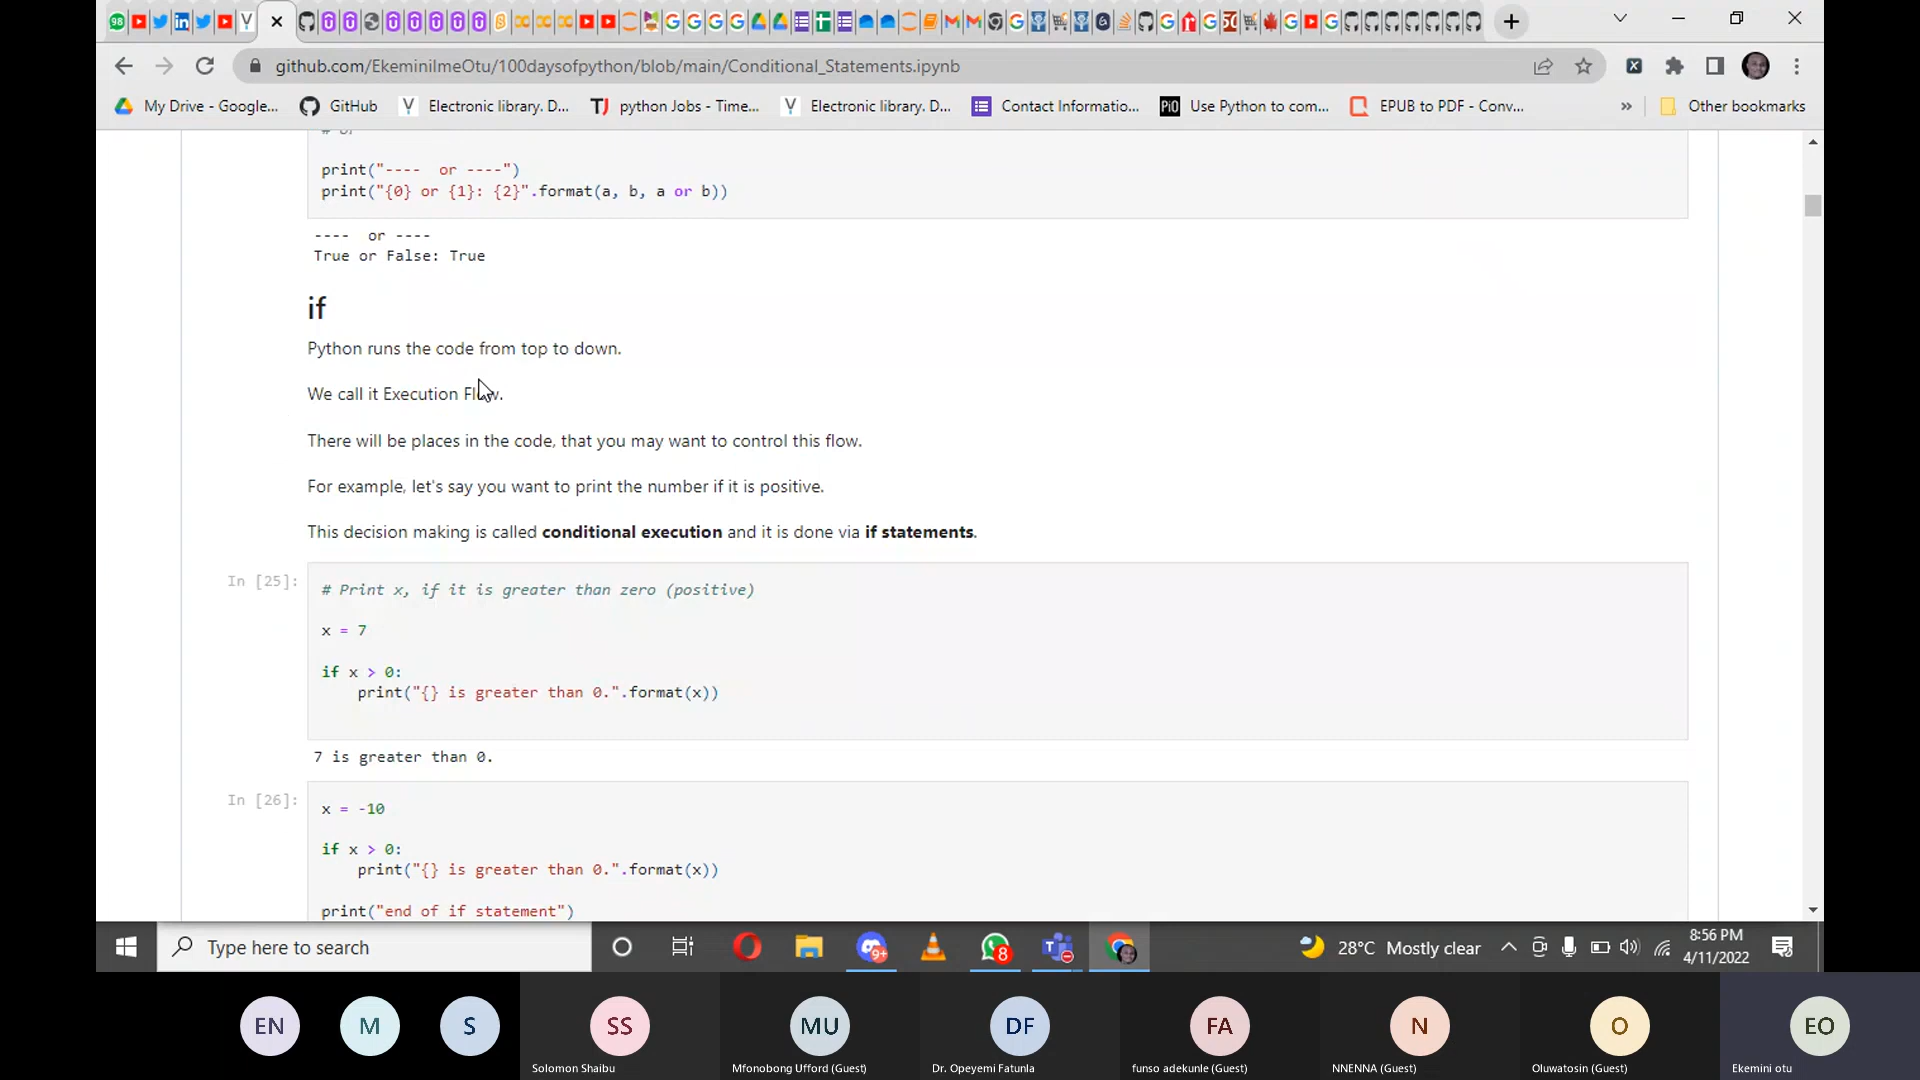 github.com/EkeminiImeOtu/100daysofpython/blob/main/Conditional_Statements.ipynb
My Drive - Google...
GitHub
Electronic library. D...
python Jobs - Time...
Electronic library. D...
Contact Informatio...
Use Python to com...
EPUB to PDF - Conv...
»
Other bookmarks
# or
print("----  or ----")
print("{0} or {1}: {2}".format(a, b, a or b))
----  or ----
True or False: True
if
Python runs the code from top to down.
We call it Execution Flow.
There will be places in the code, that you may want to control this flow.
For example, let's say you want to print the number if it is positive.
This decision making is called conditional execution and it is done via if statements.
In [25]:
# Print x, if it is greater than zero (positive)
x = 7
if x > 0:
    print("{} is greater than 0.".format(x))
7 is greater than 0.
In [26]:
x = -10
if x > 0:
    print("{} is greater than 0.".format(x))
print("end of if statement")
Type here to search
9+
8
28°C Mostly clear
8:56 PM
4/11/2022
EN
M
S
SS
MU
DF
FA
N
O
EO
Solomon Shaibu
Mfonobong Ufford (Guest)
Dr. Opeyemi Fatunla
funso adekunle (Guest)
NNENNA (Guest)
Oluwatosin (Guest)
Ekemini otu